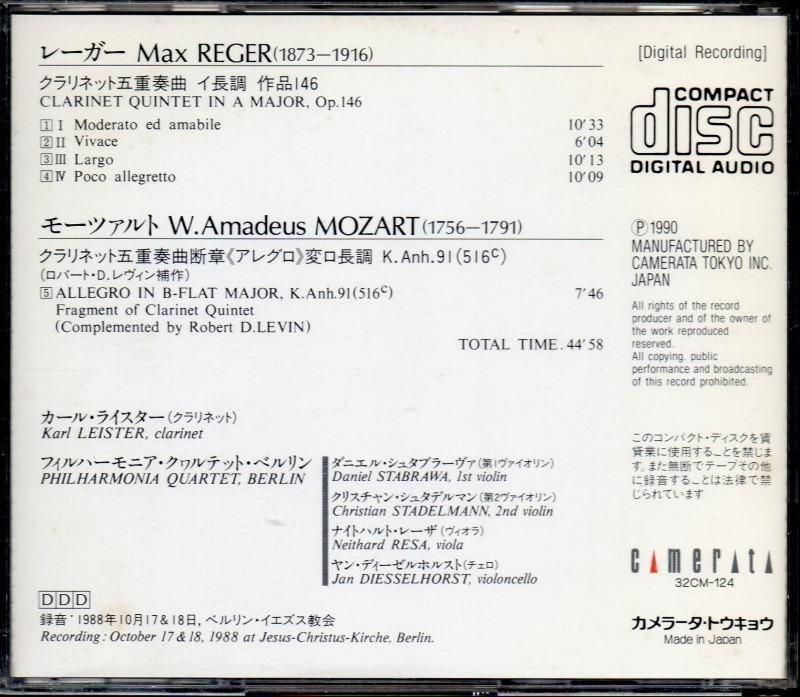 レーガー Max REGER(1873−1916)
クラリネット五重奏曲 イ長調 作品146
CLARINET QUINTET IN A MAJOR, Op.146
1 I Moderato ed amabile 10'33
2 II Vivace 6'04
3 III Largo 10'13
4 IV Poco allegretto 10'09
モーツァルト W.Amadeus MOZART(1756−1791)
クラリネット五重奏曲断章《アレグロ》変ロ長調 K.Anh.91(516c)
(ロバート・D.レヴィン補作)
5 ALLEGRO IN B-FLAT MAJOR, K.Anh.91(516c) 7'46
Fragment of Clarinet Quintet
(Complemented by Robert D.LEVIN)
TOTAL TIME. 44'58
カール・ライスター(クラリネット)
Karl LEISTER, clarinet
フィルハーモニア・クヮルテット・ベルリン
PHILHARMONIA QUARTET, BERLIN
ダニエル・シュタブラーヴァ(第1ヴァイオリン)
Daniel STABRAWA, 1st violin
クリスチャン・シュタデルマン(第2ヴァイオリン)
Christian STADELMANN, 2nd violin
ナイトハルト・レーザ(ヴィオラ)
Neithard RESA, viola
ヤン・ディーゼルホルスト(チェロ)
Jan DIESSELHORST, violoncello
DDD
録音:1988年10月17&18日, ベルリン・イエズス教会
Recording: October 17 & 18, 1988 at Jesus-Christus-Kirche, Berlin.
[Digital Recording]
COMPACT
disc
DIGITAL AUDIO
Ⓟ 1990
MANUFACTURED BY
CAMERATA TOKYO INC.
JAPAN
All rights of the record
producer and of the owner of
the work reproduced
reserved.
All copying. public
performance and broadcasting
of this record prohibited.
このコンパクト・ディスクを賃
貸業に使用することを禁じま
す。また無断でテープその他
に録音することは法律で禁
じられています
camerata
32CM-124
カメラータ・トウキョウ
Made in Japan